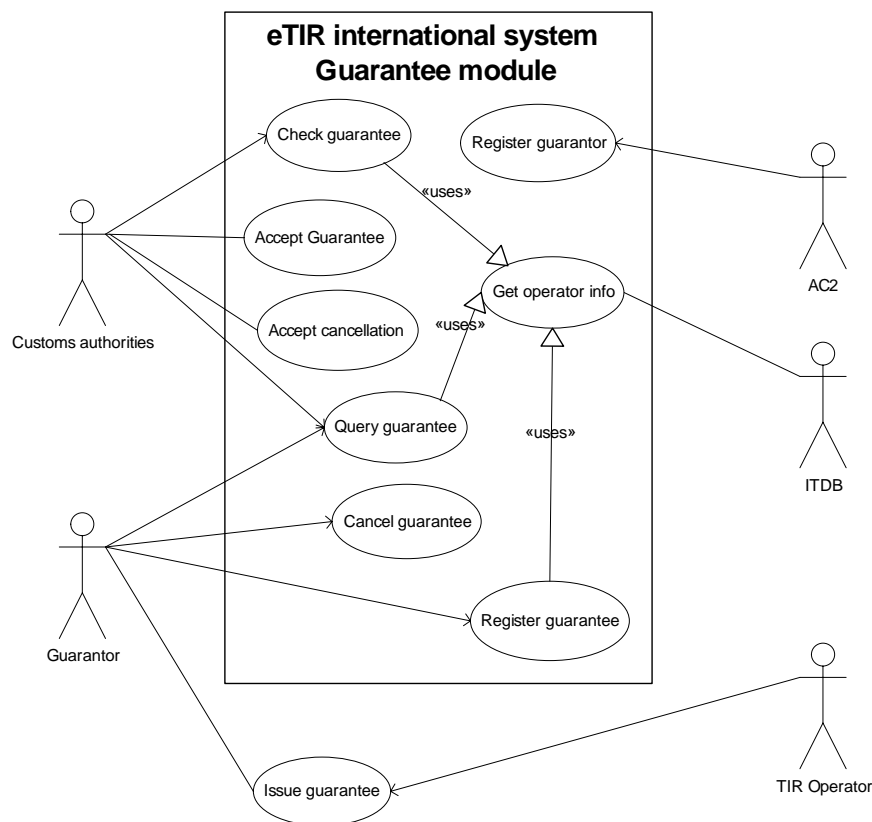 eTIR international system
Guarantee module
Check guarantee
Register guarantor
«uses»
Accept Guarantee
AC2
Customs authorities
Get operator info
Accept cancellation
«uses»
Query guarantee
«uses»
ITDB
Cancel guarantee
Register guarantee
Guarantor
Issue guarantee
TIR Operator